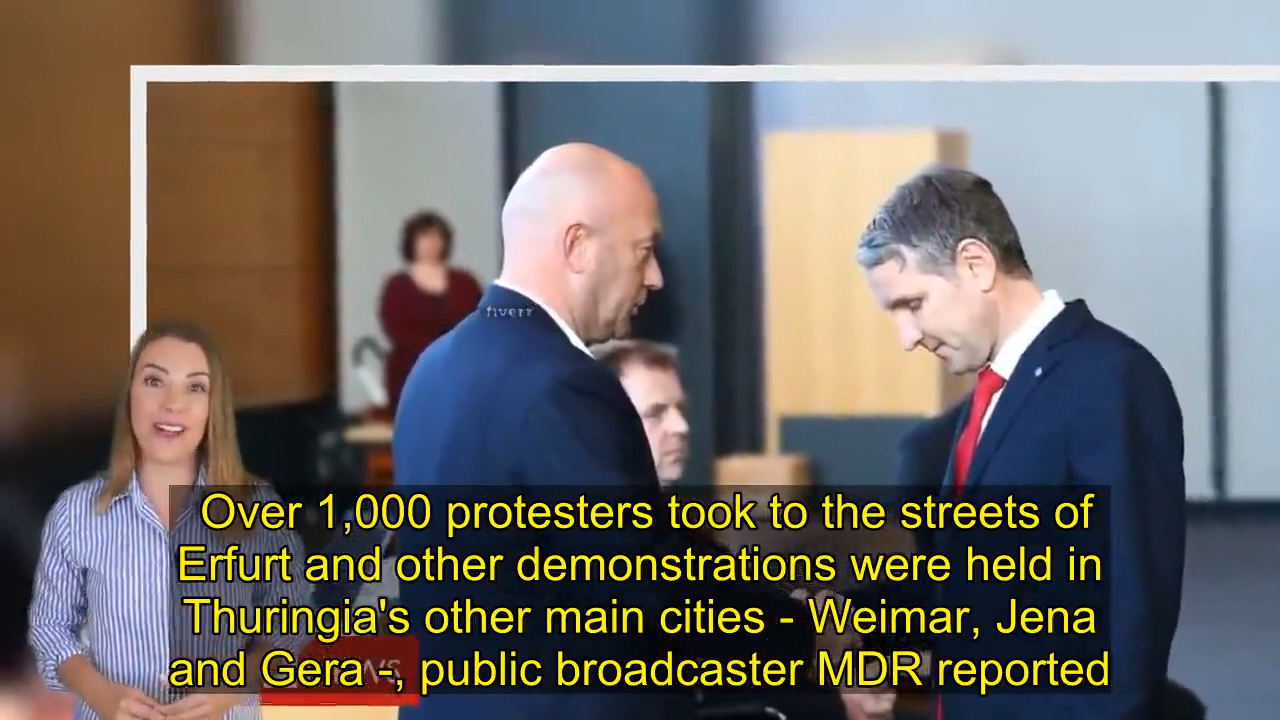 fiverr
Over 1,000 protesters took to the streets of
Erfurt and other demonstrations were held in
Thuringia's other main cities - Weimar, Jena
and Gera -, public broadcaster MDR reported